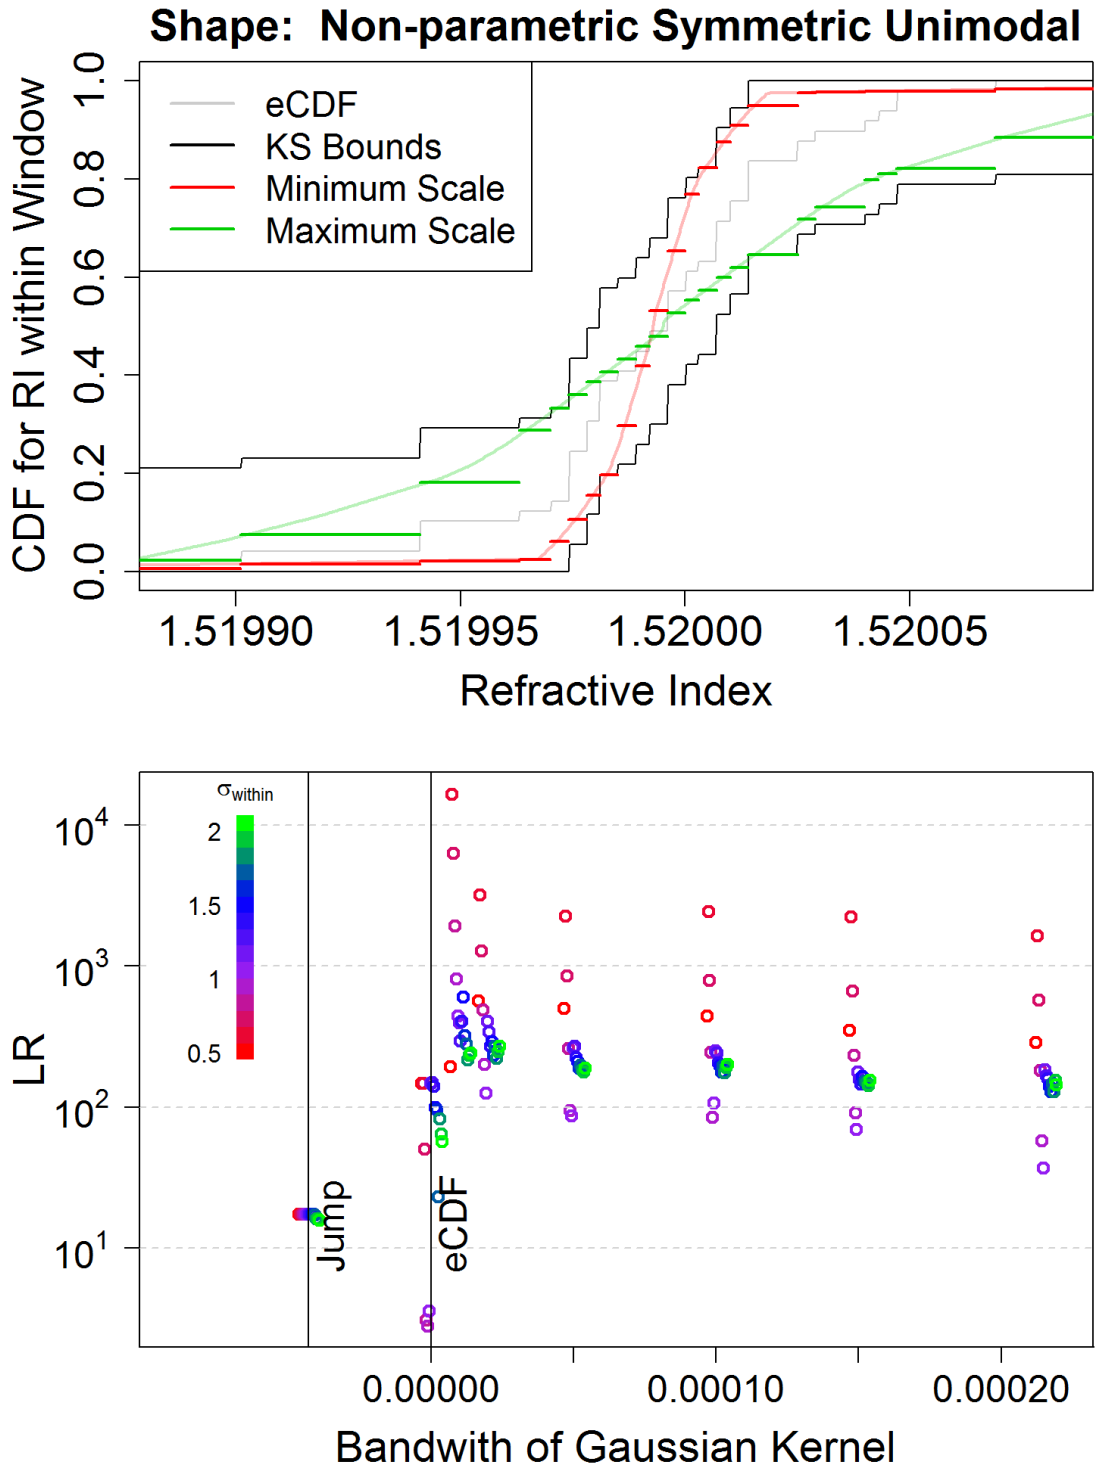 Shape: Non-parametric Symmetric Unimodal
CDF for RI within Window
1.0
0.8
0.6
0.4
0.2
0.0
eCDF
KS Bounds
Minimum Scale
Maximum Scale
1.51990 1.51995 1.52000 1.52005
Refractive Index
LR
10^4
10^3
10^2
10^1
σwithin
2
1.5
1
0.5
Jump
eCDF
0.00000 0.00010 0.00020
Bandwith of Gaussian Kernel